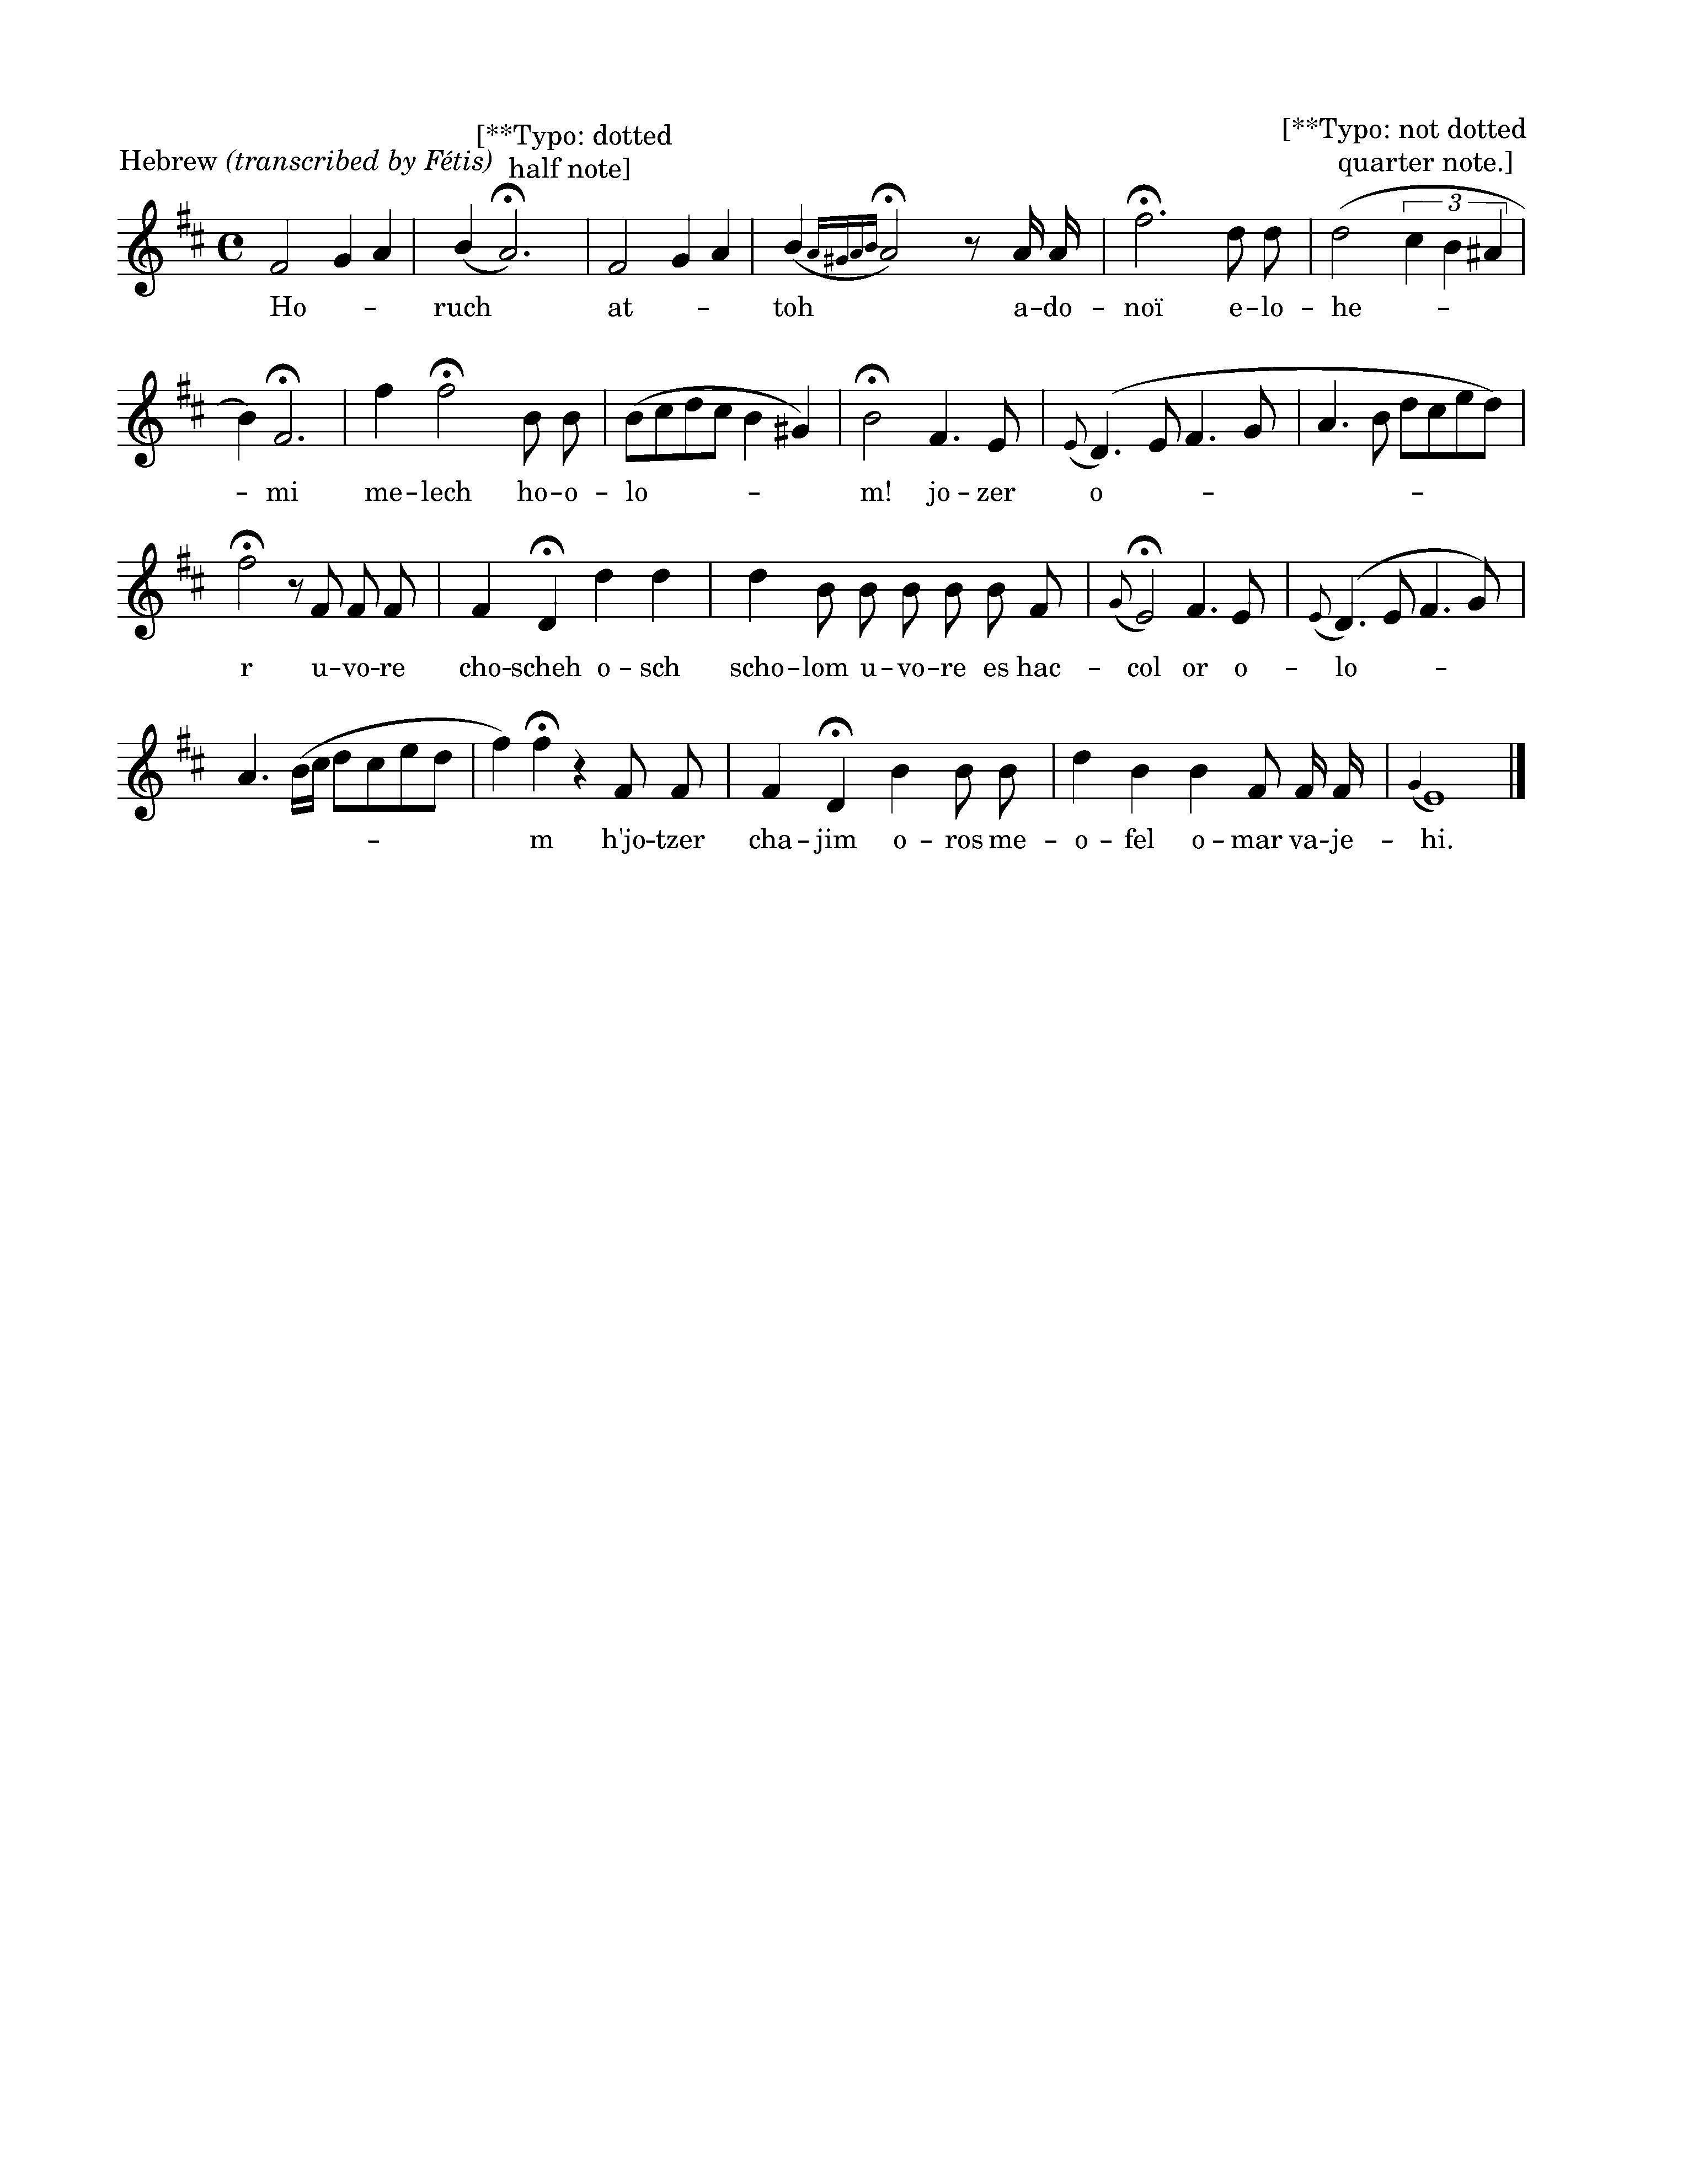 [**Typo: dotted
half note]
[**Typo: not dotted
quarter note.]
Hebrew (transcribed by Fétis)
3
Ho – ruch at – toh a – do – noï e – lo – he –
– mi me – lech ho – o – lo – m! jo – zer o – –
r u – vo – re cho – scheh o – sch scho – lom u – vo – re es hac – col or o – lo –
– m h'jo – tzer cha – jim o – ros me – o – fel o – mar va – je – hi.